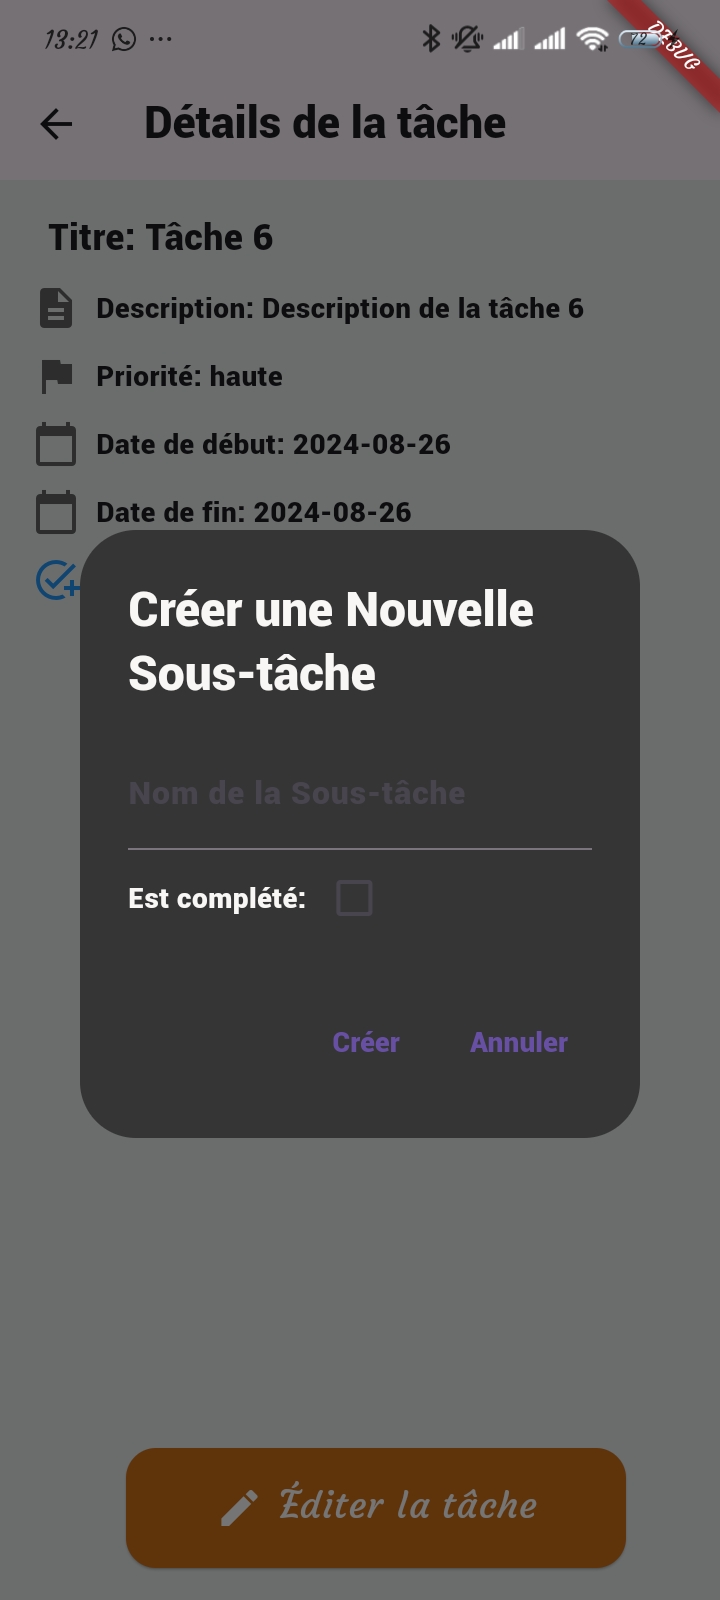 13:21 ... 72
DEBUG
Détails de la tâche
Titre: Tâche 6
Description: Description de la tâche 6
Priorité: haute
Date de début: 2024-08-26
Date de fin: 2024-08-26
Créer une Nouvelle
Sous-tâche
Nom de la Sous-tâche
Est complété:
Créer Annuler
Éditer la tâche